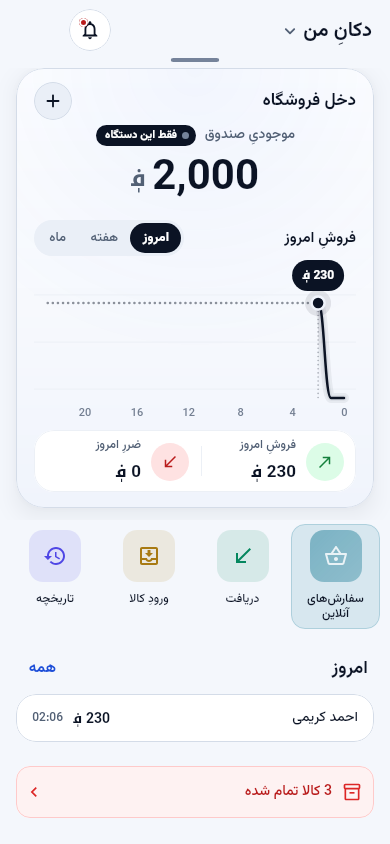 دکانِ من
دخل فروشگاه
موجودیِ صندوق
فقط این دستگاه
2,000 ؋
فروشِ امروز
امروز
هفته
ماه
230 ؋
0 4 8 12 16 20
فروشِ امروز
230 ؋
ضررِ امروز
0 ؋
سفارش‌های آنلاین
دریافت
ورودِ کالا
تاریخچه
امروز
همه
احمد کریمی
230 ؋
02:06
3 کالا تمام شده